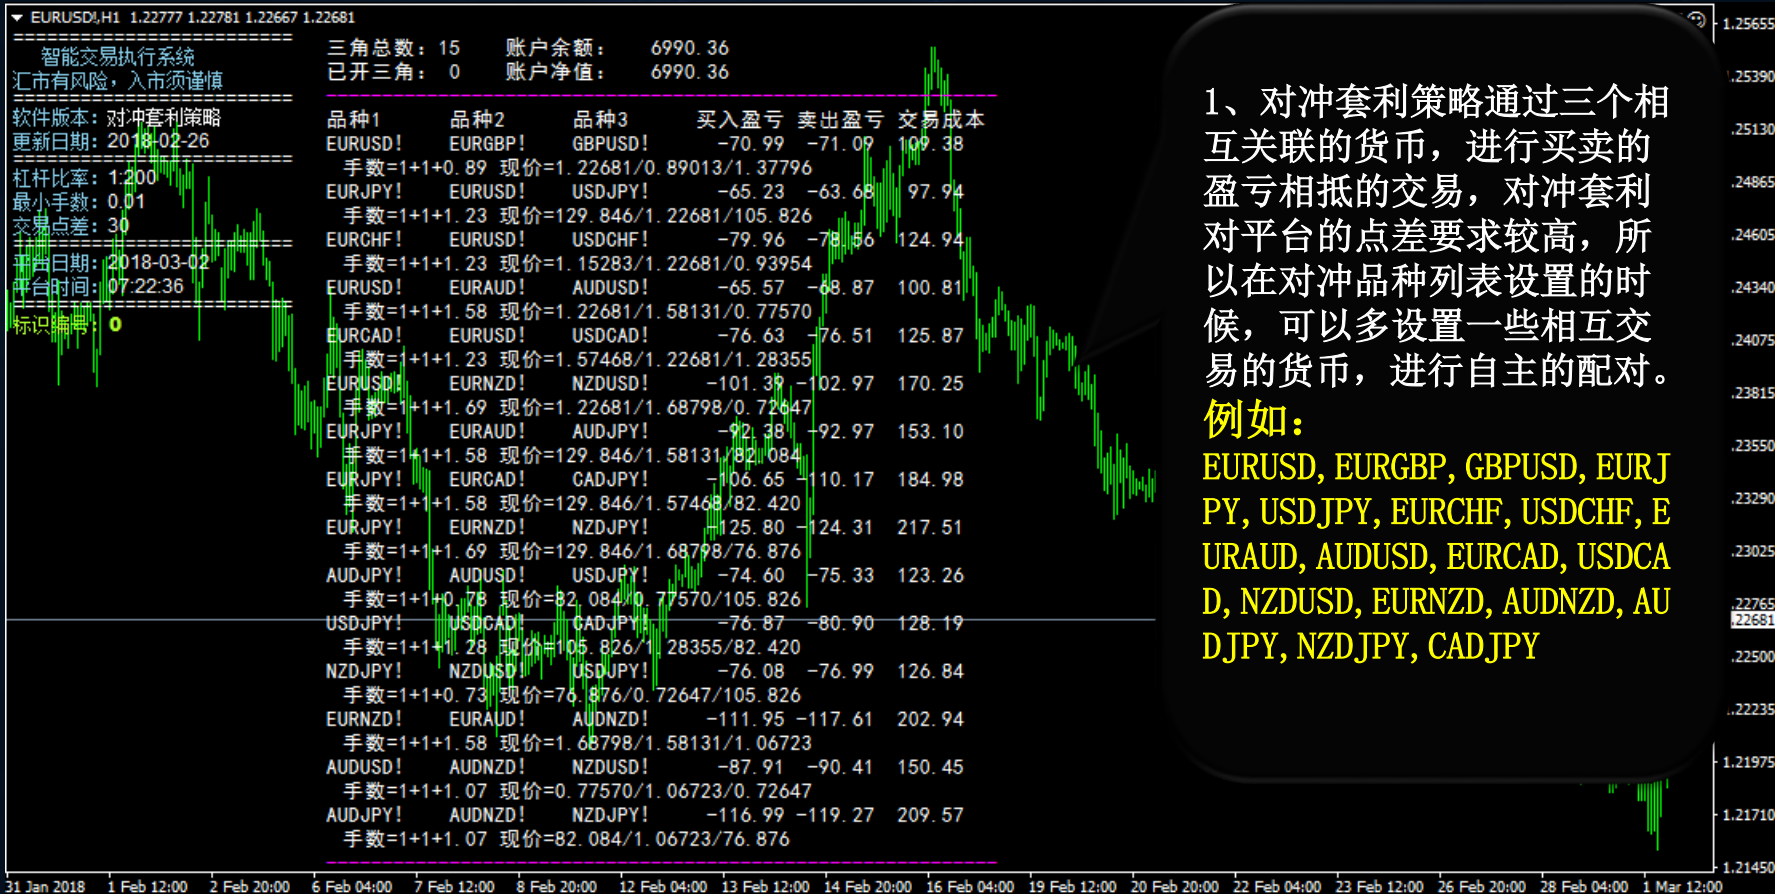 EURUSD!,H1 1.22777 1.22781 1.22667 1.22681
智能交易执行系统
汇市有风险，入市须谨慎
软件版本：对冲套利策略
更新日期：2018-02-26
杠杆比率：1:200
最小手数：0.01
交易点差：30
平台日期：2018-03-02
平台时间：07:22:36
标识编号：0
三角总数：15 账户余额： 6990.36
已开三角： 0 账户净值： 6990.36
品种1 品种2 品种3 买入盈亏 卖出盈亏 交易成本
EURUSD! EURGBP! GBPUSD! -70.99 -71.09 109.38
手数=1+1+0.89 现价=1.22681/0.89013/1.37796
EURJPY! EURUSD! USDJPY! -65.23 -63.68 97.94
手数=1+1+1.23 现价=129.846/1.22681/105.826
EURCHF! EURUSD! USDCHF! -79.96 -78.56 124.94
手数=1+1+1.23 现价=1.15283/1.22681/0.93954
EURUSD! EURAUD! AUDUSD! -65.57 -68.87 100.81
手数=1+1+1.58 现价=1.22681/1.58131/0.77570
EURCAD! EURUSD! USDCAD! -76.63 -76.51 125.87
手数=1+1+1.23 现价=1.57468/1.22681/1.28355
EURUSD! EURNZD! NZDUSD! -101.39 -102.97 170.25
手数=1+1+1.69 现价=1.22681/1.68798/0.72647
EURJPY! EURAUD! AUDJPY! -92.38 -92.97 153.10
手数=1+1+1.58 现价=129.846/1.58131/82.084
EURJPY! EURCAD! CADJPY! -106.65 -110.17 184.98
手数=1+1+1.58 现价=129.846/1.57468/82.420
EURJPY! EURNZD! NZDJPY! -125.80 -124.31 217.51
手数=1+1+1.69 现价=129.846/1.68798/76.876
AUDJPY! AUDUSD! USDJPY! -74.60 -75.33 123.26
手数=1+1+0.78 现价=82.084/0.77570/105.826
USDJPY! USDCAD! CADJPY! -76.87 -80.90 128.19
手数=1+1+1.28 现价=105.826/1.28355/82.420
NZDJPY! NZDUSD! USDJPY! -76.08 -76.99 126.84
手数=1+1+0.73 现价=76.876/0.72647/105.826
EURNZD! EURAUD! AUDNZD! -111.95 -117.61 202.94
手数=1+1+1.58 现价=1.68798/1.58131/1.06723
AUDUSD! AUDNZD! NZDUSD! -87.91 -90.41 150.45
手数=1+1+1.07 现价=0.77570/1.06723/0.72647
AUDJPY! AUDNZD! NZDJPY! -116.99 -119.27 209.57
手数=1+1+1.07 现价=82.084/1.06723/76.876
1、对冲套利策略通过三个相
互关联的货币，进行买卖的
盈亏相抵的交易，对冲套利
对平台的点差要求较高，所
以在对冲品种列表设置的时
候，可以多设置一些相互交
易的货币，进行自主的配对。
例如：
EURUSD,EURGBP,GBPUSD,EURJ
PY,USDJPY,EURCHF,USDCHF,E
URAUD,AUDUSD,EURCAD,USDCA
D,NZDUSD,EURNZD,AUDNZD,AU
DJPY,NZDJPY,CADJPY
1.25655
.25390
.25130
.24865
.24605
.24340
.24075
.23815
.23550
.23290
.23025
.22765
.22681
.22500
.22235
1.21975
1.21710
1.21450
31 Jan 2018 1 Feb 12:00 2 Feb 20:00 6 Feb 04:00 7 Feb 12:00 8 Feb 20:00 12 Feb 04:00 13 Feb 12:00 14 Feb 20:00 16 Feb 04:00 19 Feb 12:00 20 Feb 20:00 22 Feb 04:00 23 Feb 12:00 26 Feb 20:00 28 Feb 04:00 1 Mar 12:00